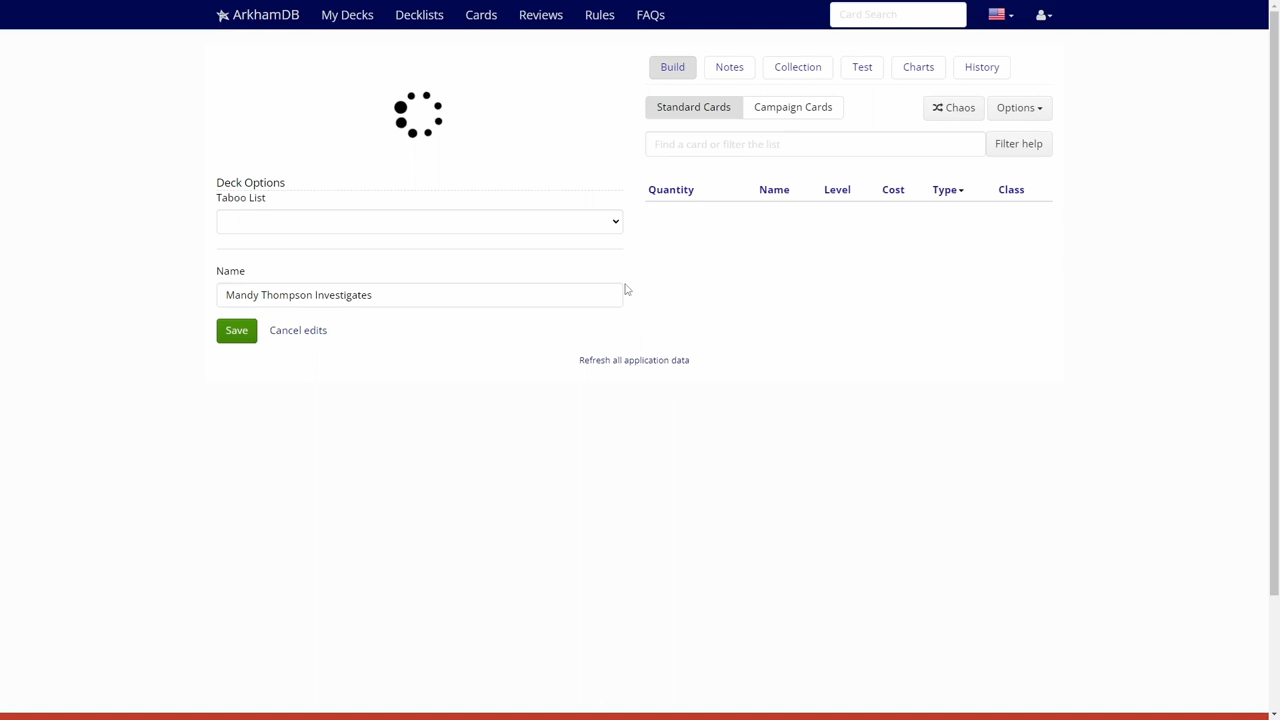 ArkhamDB My Decks Decklists Cards Reviews Rules FAQs Card Search
Build Notes Collection Test Charts History
Standard Cards Campaign Cards Chaos Options
Find a card or filter the list Filter help
Deck Options
Taboo List
Quantity Name Level Cost Type Class
Name
Mandy Thompson Investigates
Save Cancel edits
Refresh all application data